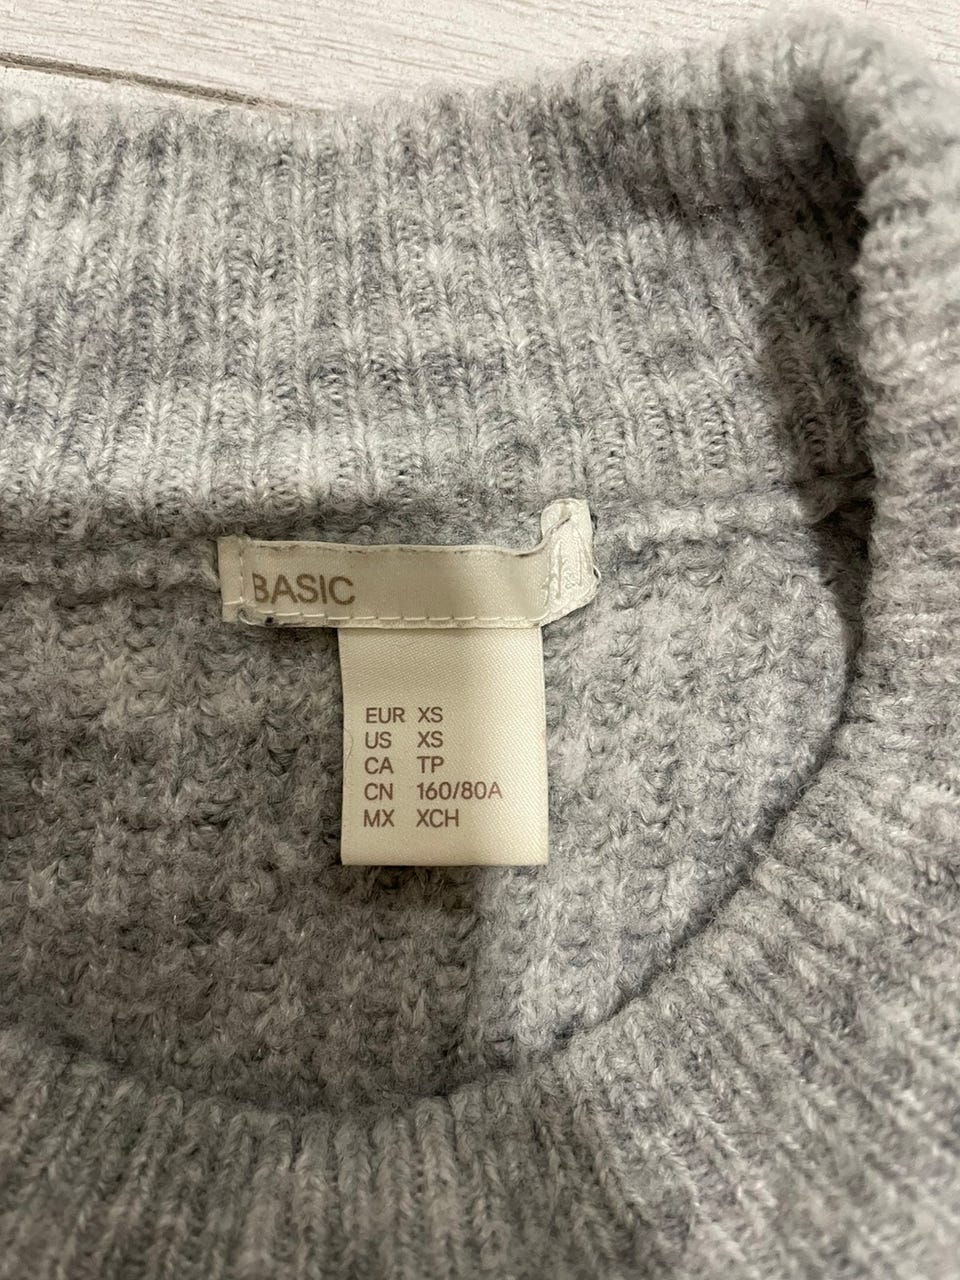 BASIC
EUR XS
US XS
CA TP
CN 160/80A
MX XCH